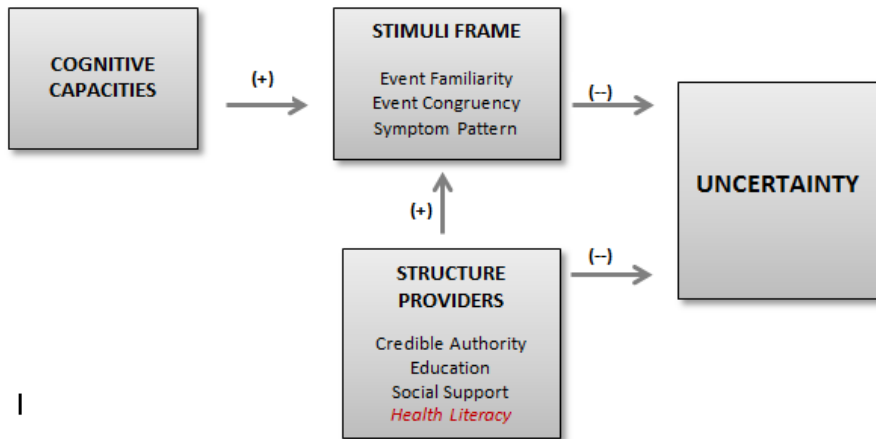 COGNITIVE
CAPACITIES
(+)
STIMULI FRAME
Event Familiarity
Event Congruency
Symptom Pattern
(--)
UNCERTAINTY
(+)
STRUCTURE
PROVIDERS
Credible Authority
Education
Social Support
Health Literacy
(--)
I